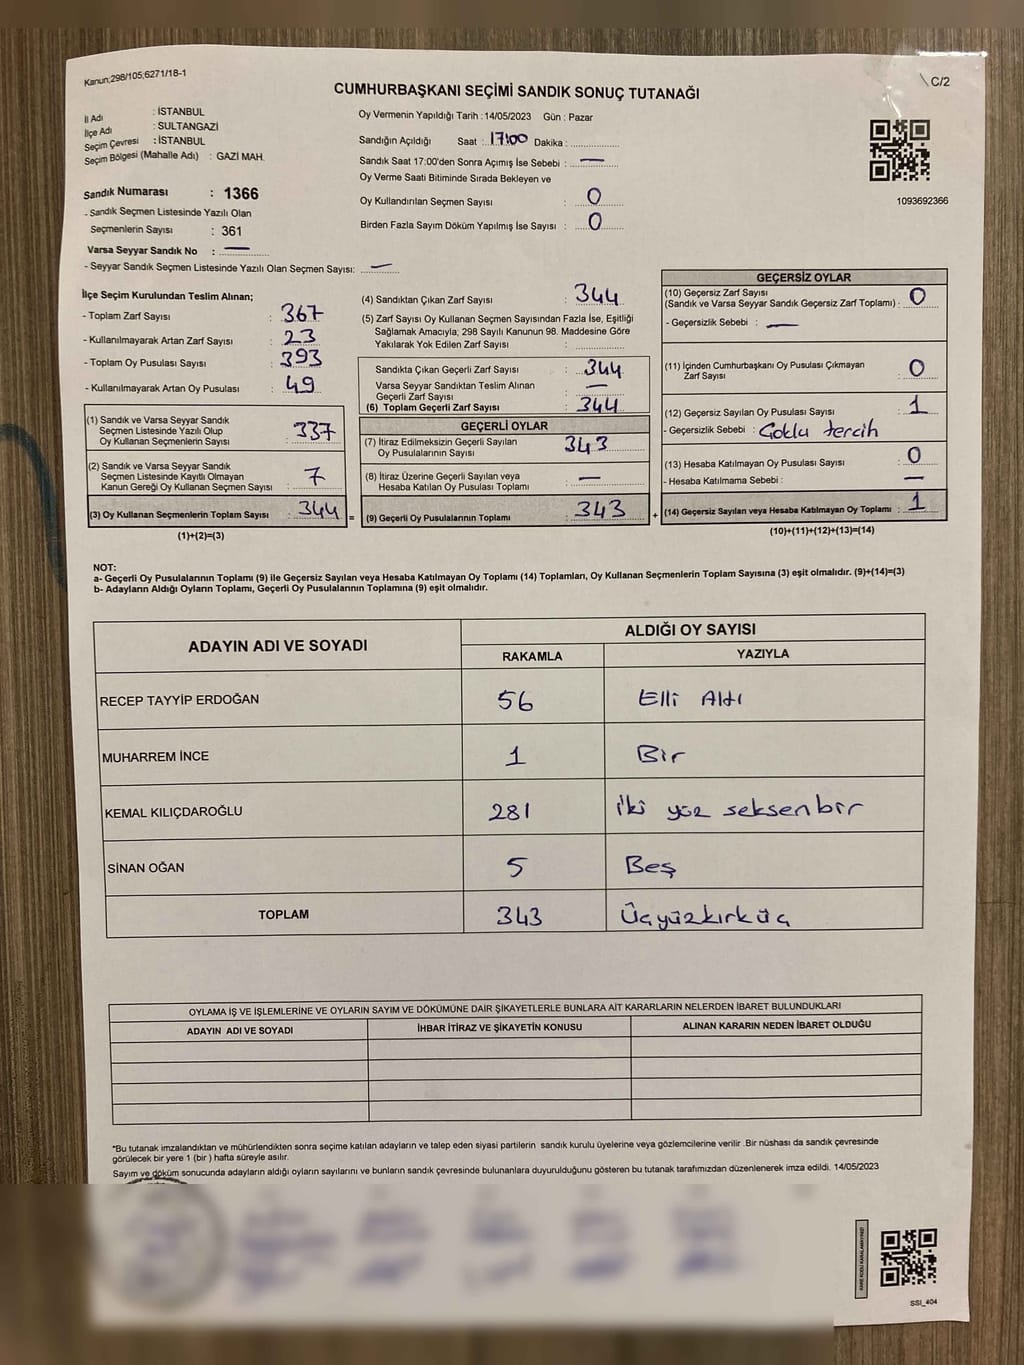 Kanun;298/105;6271/18-1
\ C/2
CUMHURBAŞKANI SEÇİMİ SANDIK SONUÇ TUTANAĞI
İl Adı : İSTANBUL
İlçe Adı : SULTANGAZİ
Seçim Çevresi : İSTANBUL
Seçim Bölgesi (Mahalle Adı) : GAZİ MAH.
Sandık Numarası : 1366
- Sandık Seçmen Listesinde Yazılı Olan
Seçmenlerin Sayısı : 361
Varsa Seyyar Sandık No : —
- Seyyar Sandık Seçmen Listesinde Yazılı Olan Seçmen Sayısı: —
Oy Vermenin Yapıldığı Tarih : 14/05/2023 Gün : Pazar
Sandığın Açıldığı Saat : 17:00 Dakika :
Sandık Saat 17:00'den Sonra Açımış İse Sebebi : —
Oy Verme Saati Bitiminde Sırada Bekleyen ve
Oy Kullandırılan Seçmen Sayısı : 0
Birden Fazla Sayım Döküm Yapılmış İse Sayısı : 0
1093692366
İlçe Seçim Kurulundan Teslim Alınan;
- Toplam Zarf Sayısı : 367
- Kullanılmayarak Artan Zarf Sayısı : 23
- Toplam Oy Pusulası Sayısı : 393
- Kullanılmayarak Artan Oy Pusulası : 49
(1) Sandık ve Varsa Seyyar Sandık
Seçmen Listesinde Yazılı Olup
Oy Kullanan Seçmenlerin Sayısı : 337
(2) Sandık ve Varsa Seyyar Sandık
Seçmen Listesinde Kayıtlı Olmayan
Kanun Gereği Oy Kullanan Seçmen Sayısı : 7
(3) Oy Kullanan Seçmenlerin Toplam Sayısı : 344 =
(1)+(2)=(3)
(4) Sandıktan Çıkan Zarf Sayısı : 344
(5) Zarf Sayısı Oy Kullanan Seçmen Sayısından Fazla İse, Eşitliği
Sağlamak Amacıyla; 298 Sayılı Kanunun 98. Maddesine Göre
Yakılarak Yok Edilen Zarf Sayısı :
Sandıkta Çıkan Geçerli Zarf Sayısı : 344
Varsa Seyyar Sandıktan Teslim Alınan
Geçerli Zarf Sayısı : —
(6) Toplam Geçerli Zarf Sayısı : 344
GEÇERLİ OYLAR
(7) İtiraz Edilmeksizin Geçerli Sayılan
Oy Pusulalarının Sayısı : 343
(8) İtiraz Üzerine Geçerli Sayılan veya
Hesaba Katılan Oy Pusulası Toplamı : —
(9) Geçerli Oy Pusulalarının Toplamı : 343 +
GEÇERSİZ OYLAR
(10) Geçersiz Zarf Sayısı
(Sandık ve Varsa Seyyar Sandık Geçersiz Zarf Toplamı) : 0
- Geçersizlik Sebebi : —
(11) İçinden Cumhurbaşkanı Oy Pusulası Çıkmayan
Zarf Sayısı : 0
(12) Geçersiz Sayılan Oy Pusulası Sayısı : 1
- Geçersizlik Sebebi : Çoklu tercih
(13) Hesaba Katılmayan Oy Pusulası Sayısı : 0
- Hesaba Katılmama Sebebi : —
(14) Geçersiz Sayılan veya Hesaba Katılmayan Oy Toplamı : 1
(10)+(11)+(12)+(13)=(14)
NOT:
a- Geçerli Oy Pusulalarının Toplamı (9) ile Geçersiz Sayılan veya Hesaba Katılmayan Oy Toplamı (14) Toplamları, Oy Kullanan Seçmenlerin Toplam Sayısına (3) eşit olmalıdır. (9)+(14)=(3)
b- Adayların Aldığı Oyların Toplamı, Geçerli Oy Pusulalarının Toplamına (9) eşit olmalıdır.
ADAYIN ADI VE SOYADI
ALDIĞI OY SAYISI
RAKAMLA YAZIYLA
RECEP TAYYİP ERDOĞAN 56 Elli Altı
MUHARREM İNCE 1 Bir
KEMAL KILIÇDAROĞLU 281 İki yüz seksenbir
SİNAN OĞAN 5 Beş
TOPLAM 343 Üçyüzkırküç
OYLAMA İŞ VE İŞLEMLERİNE VE OYLARIN SAYIM VE DÖKÜMÜNE DAİR ŞİKAYETLERLE BUNLARA AİT KARARLARIN NELERDEN İBARET BULUNDUKLARI
ADAYIN ADI VE SOYADI İHBAR İTİRAZ VE ŞİKAYETİN KONUSU ALINAN KARARIN NEDEN İBARET OLDUĞU
*Bu tutanak imzalandıktan ve mühürlendikten sonra seçime katılan adayların ve talep eden siyasi partilerin sandık kurulu üyelerine veya gözlemcilerine verilir .Bir nüshası da sandık çevresinde
görülecek bir yere 1 (bir ) hafta süreyle asılır.
Sayım ve döküm sonucunda adayların aldığı oyların sayılarını ve bunların sandık çevresinde bulunanlara duyurulduğunu gösteren bu tutanak tarafımızdan düzenlenerek imza edildi. 14/05/2023
SSI_404